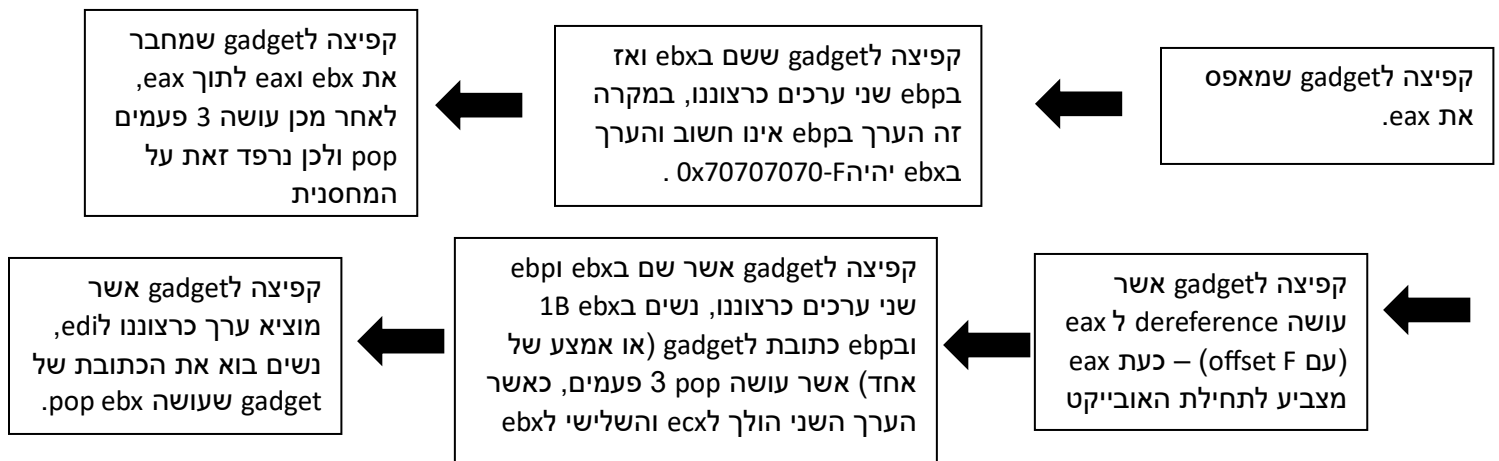 קפיצה לgadget שמאפס
את eax.
קפיצה לgadget ששם בebx ואז
בebp שני ערכים כרצוננו, במקרה
זה הערך בebp אינו חשוב והערך
בebx יהיה0x70707070-F .
קפיצה לgadget שמחבר
את ebx וeax לתוך eax,
לאחר מכן עושה 3 פעמים
pop ולכן נרפד זאת על
המחסנית
קפיצה לgadget אשר
עושה dereference ל eax
(עם offset F) – כעת eax
מצביע לתחילת האובייקט
קפיצה לgadget אשר שם בebx וebp
שני ערכים כרצוננו, נשים בebx 1B
ובebp כתובת לgadget (או אמצע של
אחד) אשר עושה pop 3 פעמים, כאשר
הערך השני הולך לecx והשלישי לebx
קפיצה לgadget אשר
מוציא ערך כרצוננו לedi,
נשים בוא את הכתובת של
gadget שעושה pop ebx.